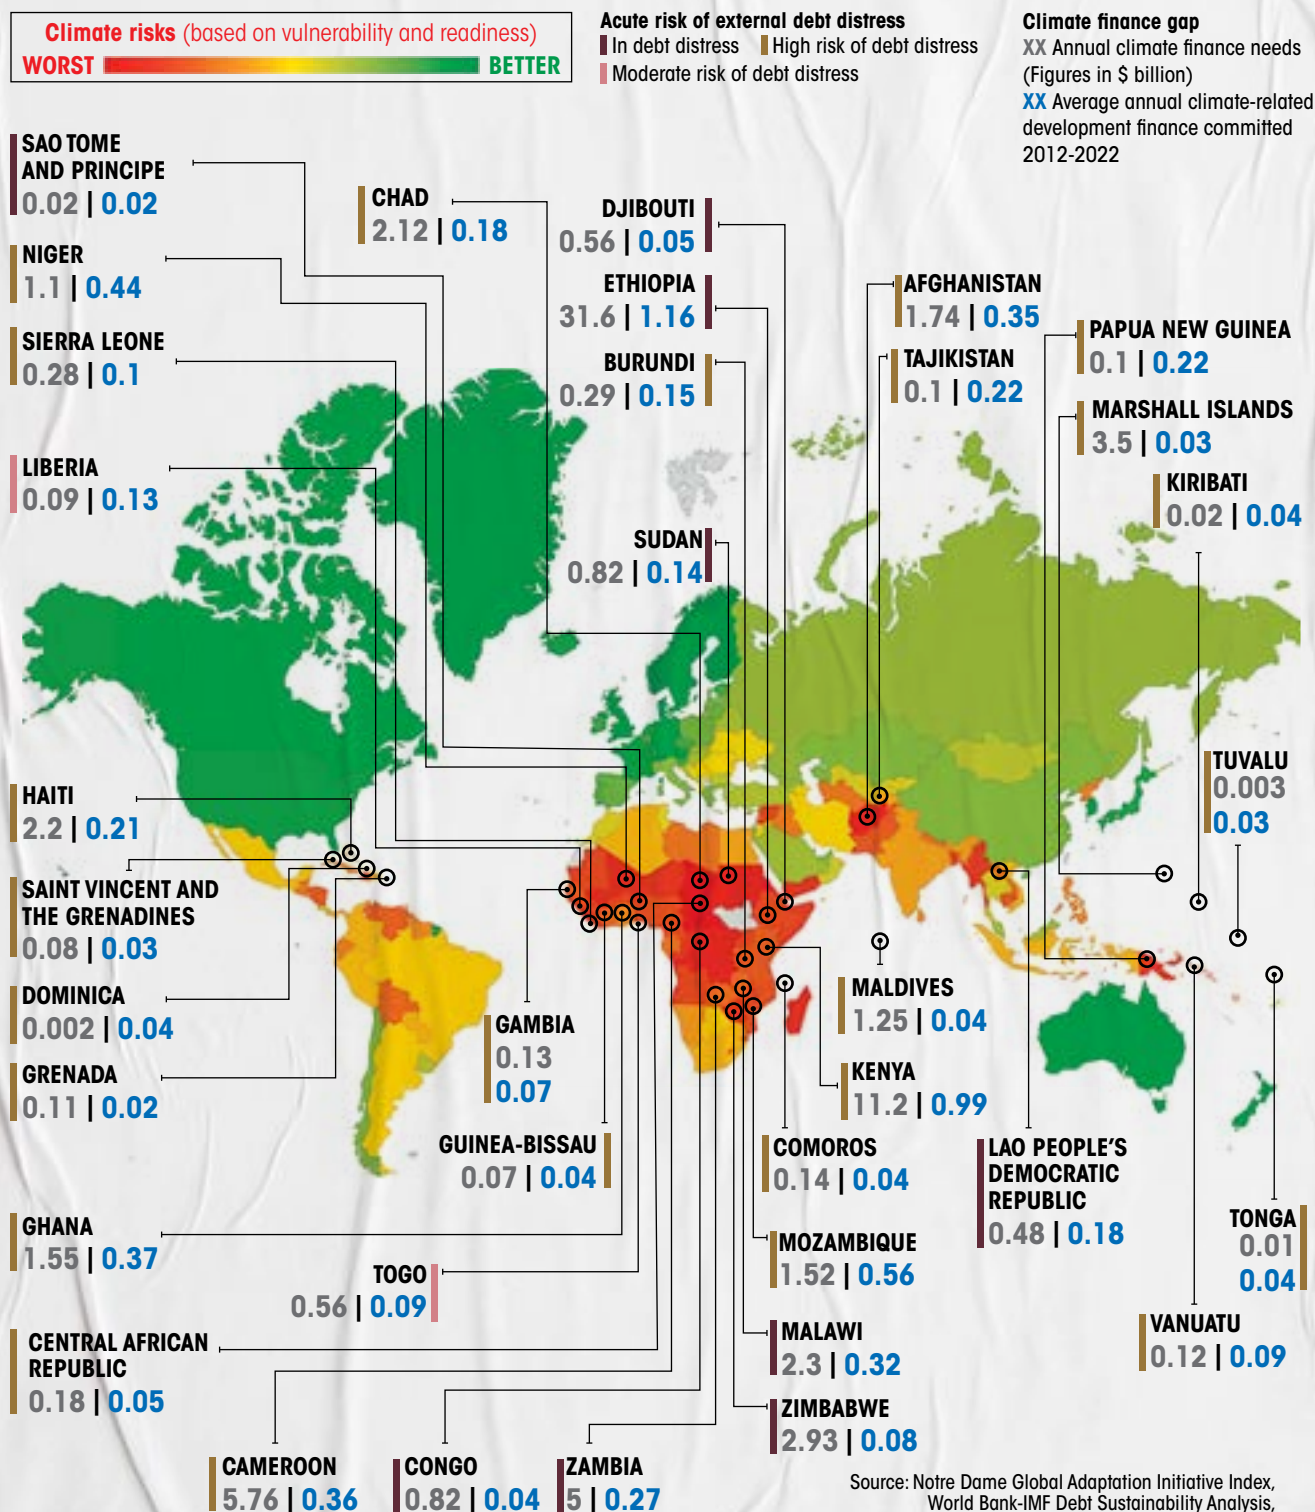 Climate risks (based on vulnerability and readiness)
WORST BETTER
Acute risk of external debt distress
In debt distress High risk of debt distress
Moderate risk of debt distress
Climate finance gap
XX Annual climate finance needs
(Figures in $ billion)
XX Average annual climate-related
development finance committed
2012-2022
SAO TOME
AND PRINCIPE
0.02 | 0.02
CHAD
2.12 | 0.18
DJIBOUTI
0.56 | 0.05
NIGER
1.1 | 0.44
ETHIOPIA
31.6 | 1.16
AFGHANISTAN
1.74 | 0.35
PAPUA NEW GUINEA
0.1 | 0.22
SIERRA LEONE
0.28 | 0.1
BURUNDI
0.29 | 0.15
TAJIKISTAN
0.1 | 0.22
MARSHALL ISLANDS
3.5 | 0.03
LIBERIA
0.09 | 0.13
KIRIBATI
0.02 | 0.04
SUDAN
0.82 | 0.14
TUVALU
0.003
0.03
HAITI
2.2 | 0.21
SAINT VINCENT AND
THE GRENADINES
0.08 | 0.03
DOMINICA
0.002 | 0.04
MALDIVES
1.25 | 0.04
GAMBIA
0.13
0.07
GRENADA
0.11 | 0.02
KENYA
11.2 | 0.99
GUINEA-BISSAU
0.07 | 0.04
COMOROS
0.14 | 0.04
LAO PEOPLE'S
DEMOCRATIC
REPUBLIC
0.48 | 0.18
GHANA
1.55 | 0.37
TONGA
0.01
0.04
MOZAMBIQUE
1.52 | 0.56
TOGO
0.56 | 0.09
VANUATU
0.12 | 0.09
MALAWI
2.3 | 0.32
CENTRAL AFRICAN
REPUBLIC
0.18 | 0.05
ZIMBABWE
2.93 | 0.08
CAMEROON
5.76 | 0.36
CONGO
0.82 | 0.04
ZAMBIA
5 | 0.27
Source: Notre Dame Global Adaptation Initiative Index,
World Bank-IMF Debt Sustainability Analysis,